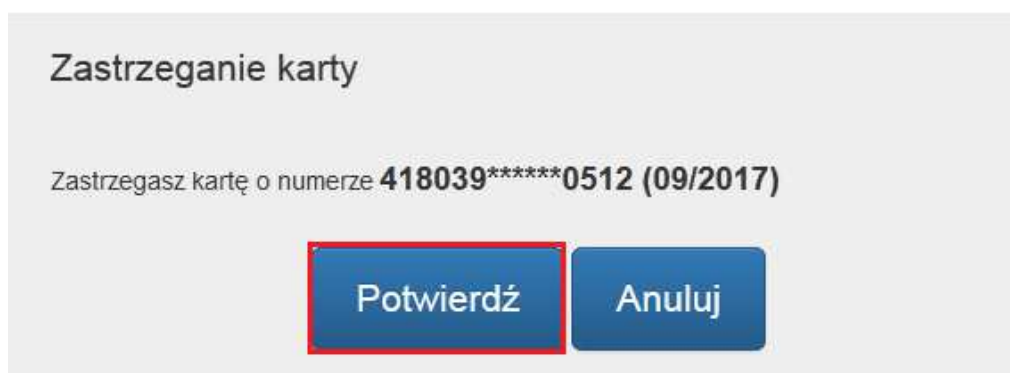 Zastrzeganie karty
Zastrzegasz kartę o numerze 418039******0512 (09/2017)
Potwierdź Anuluj